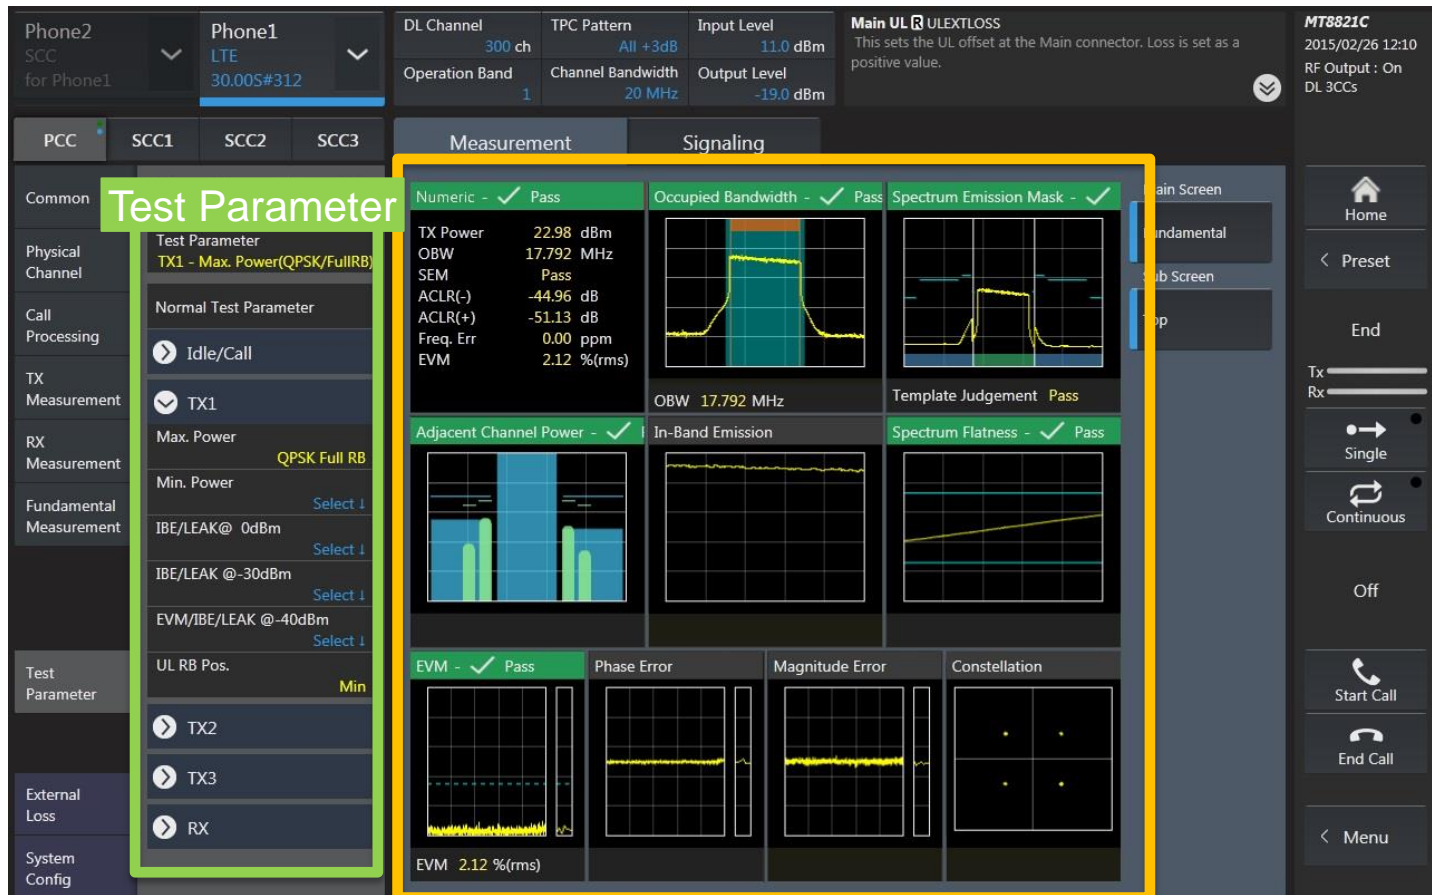 Phone2
SCC
for Phone1
Phone1
LTE
30.00S#312
DL Channel
300 ch
Operation Band
1
TPC Pattern
All +3dB
Channel Bandwidth
20 MHz
Input Level
11.0 dBm
Output Level
-19.0 dBm
Main UL R ULEXTLOSS
This sets the UL offset at the Main connector. Loss is set as a
positive value.
MT8821C
2015/02/26 12:10
RF Output : On
DL 3CCs
PCC
SCC1
SCC2
SCC3
Measurement
Signaling
Common
Physical
Channel
Call
Processing
TX
Measurement
RX
Measurement
Fundamental
Measurement
Test
Parameter
External
Loss
System
Config
Test Parameter
Test Parameter
TX1 - Max. Power(QPSK/FullRB)
Normal Test Parameter
Idle/Call
TX1
Max. Power
QPSK Full RB
Min. Power
Select ↓
IBE/LEAK@ 0dBm
Select ↓
IBE/LEAK @-30dBm
Select ↓
EVM/IBE/LEAK @-40dBm
Select ↓
UL RB Pos.
Min
TX2
TX3
RX
Numeric - ✓ Pass
TX Power 22.98 dBm
OBW 17.792 MHz
SEM Pass
ACLR(-) -44.96 dB
ACLR(+) -51.13 dB
Freq. Err 0.00 ppm
EVM 2.12 %(rms)
Occupied Bandwidth - ✓ Pass
OBW 17.792 MHz
Spectrum Emission Mask - ✓
Template Judgement Pass
Adjacent Channel Power - ✓
In-Band Emission
Spectrum Flatness - ✓ Pass
EVM - ✓ Pass
EVM 2.12 %(rms)
Phase Error
Magnitude Error
Constellation
Screen
Screen
Home
< Preset
End
Tx
Rx
Single
Continuous
Off
Start Call
End Call
< Menu